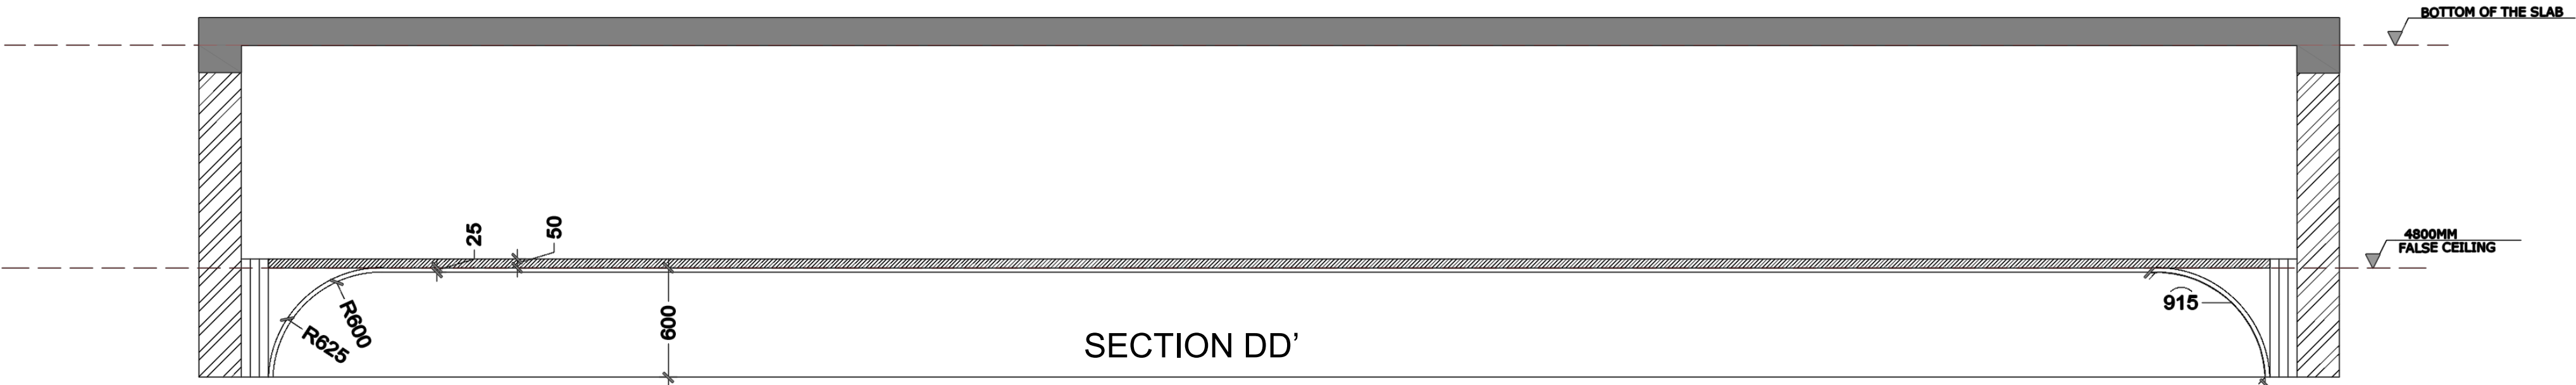 BOTTOM OF THE SLAB
25
50
4800MM
FALSE CEILING
R600
R625
600
SECTION DD’
915